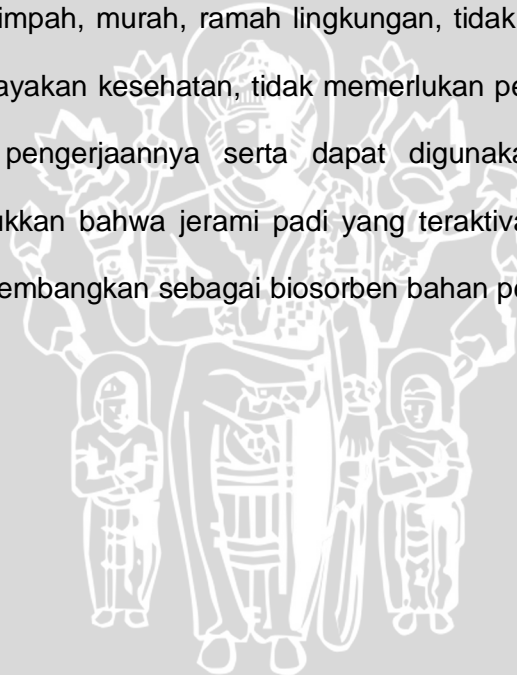 impah, murah, ramah lingkungan, tidak
ayakan kesehatan, tidak memerlukan pe
pengerjaannya serta dapat digunaka
ukkan bahwa jerami padi yang teraktiva
embangkan sebagai biosorben bahan pe